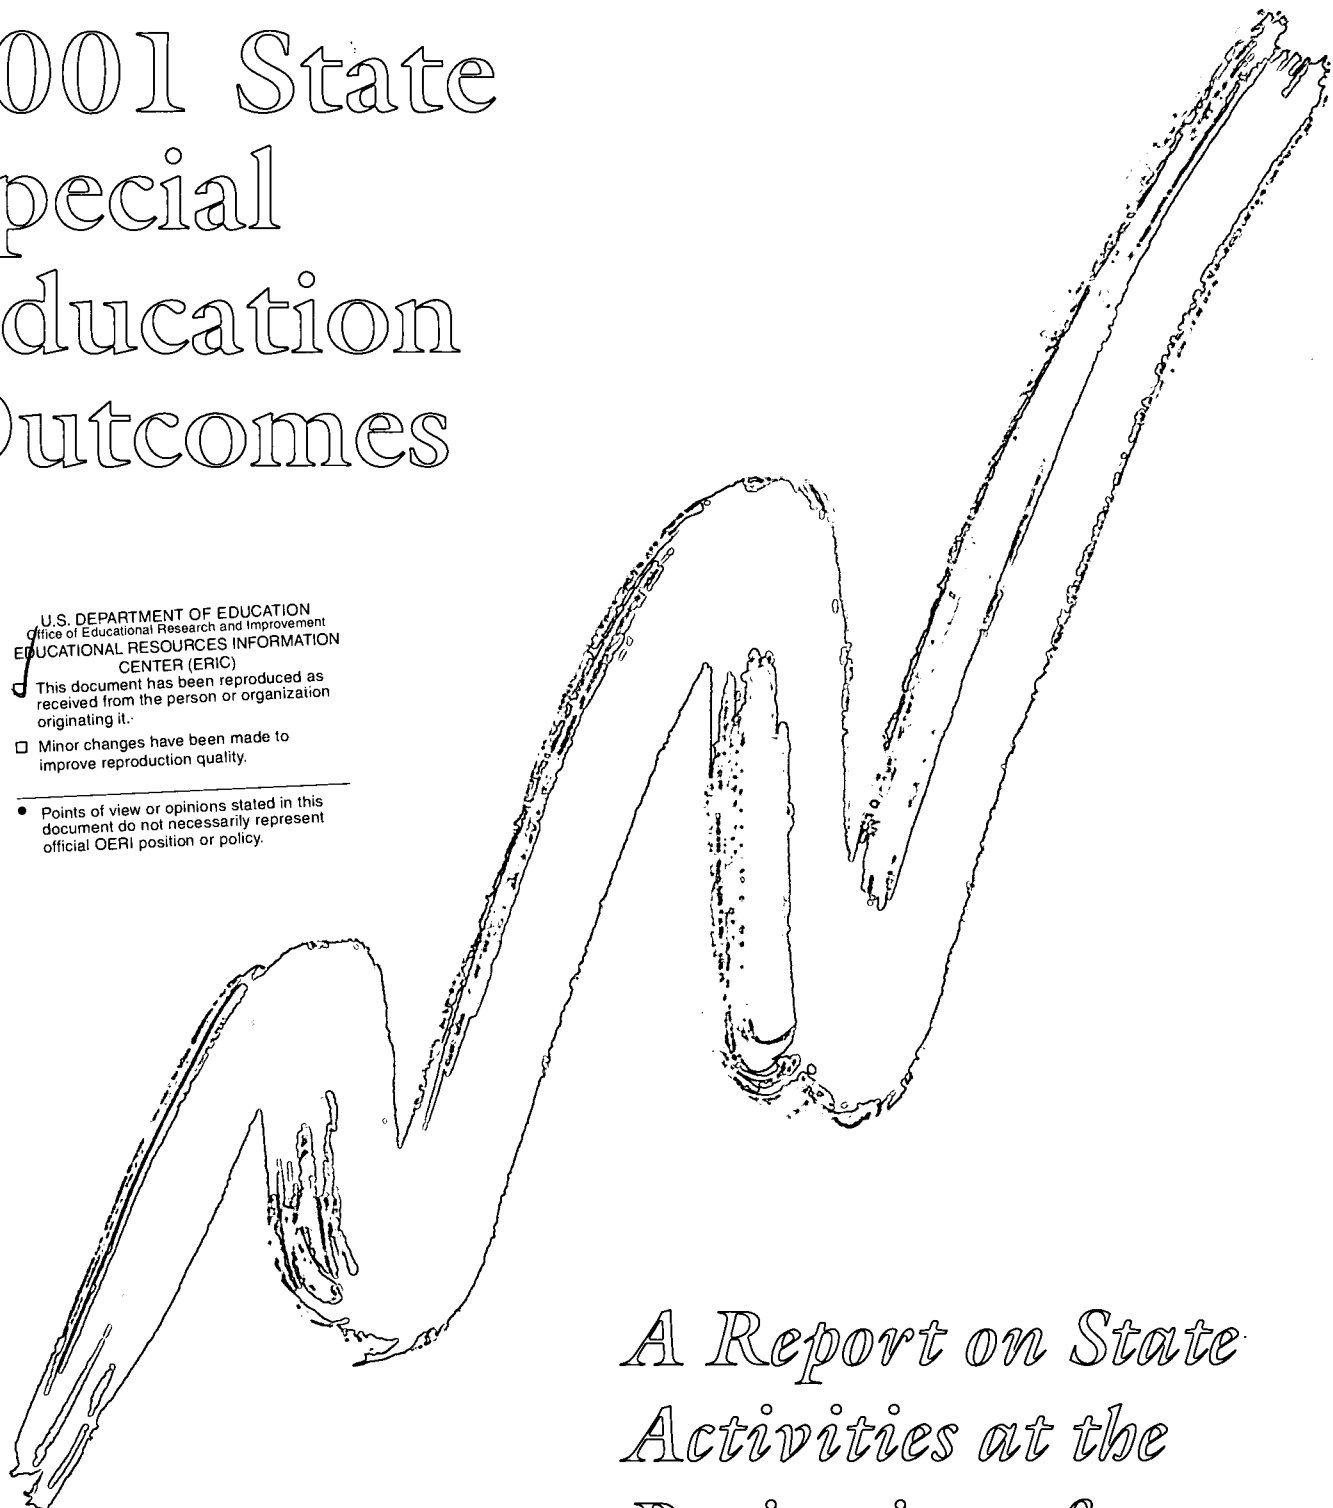 001 State
pecial
ducation
Outcomes
U.S. DEPARTMENT OF EDUCATION
Office of Educational Research and Improvement
EDUCATIONAL RESOURCES INFORMATION
CENTER (ERIC)
This document has been reproduced as
received from the person or organization
originating it.
Minor changes have been made to
improve reproduction quality.
Points of view or opinions stated in this
document do not necessarily represent
official OERI position or policy.
A Report on State
Activities at the